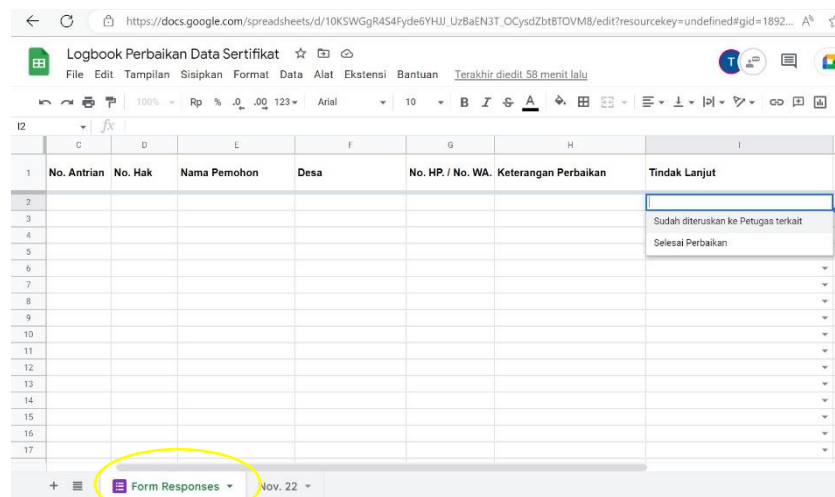 https://docs.google.com/spreadsheets/d/10KSWGgR4S4Fyde6YHJJ_UzBaEN3T_OCysdZbtBTOVM8/edit?resourcekey=undefined#gid=1892...
Logbook Perbaikan Data Sertifikat
File Edit Tampilan Sisipkan Format Data Alat Ekstensi Bantuan Terakhir diedit 58 menit lalu
100% Rp % .0 .00 123 Arial 10 B I S A
I2 fx
C D E F G H I
1 No. Antrian No. Hak Nama Pemohon Desa No. HP. / No. WA. Keterangan Perbaikan Tindak Lanjut
2
3 Sudah diteruskan ke Petugas terkait
4
5 Selesai Perbaikan
6
7
8
9
10
11
12
13
14
15
16
17
Form Responses Nov. 22